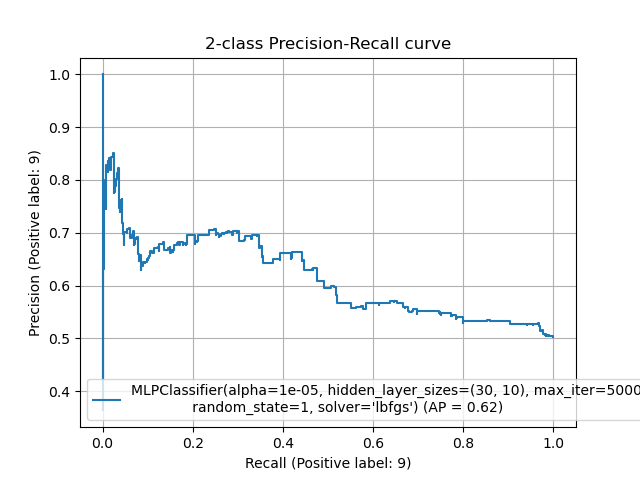 2-class Precision-Recall curve
1.0
0.9
0.8
0.7
0.6
0.5
0.4
Precision (Positive label: 9)
MLPClassifier(alpha=1e-05, hidden_layer_sizes=(30, 10), max_iter=5000
random_state=1, solver='lbfgs') (AP = 0.62)
0.0 0.2 0.4 0.6 0.8 1.0
Recall (Positive label: 9)